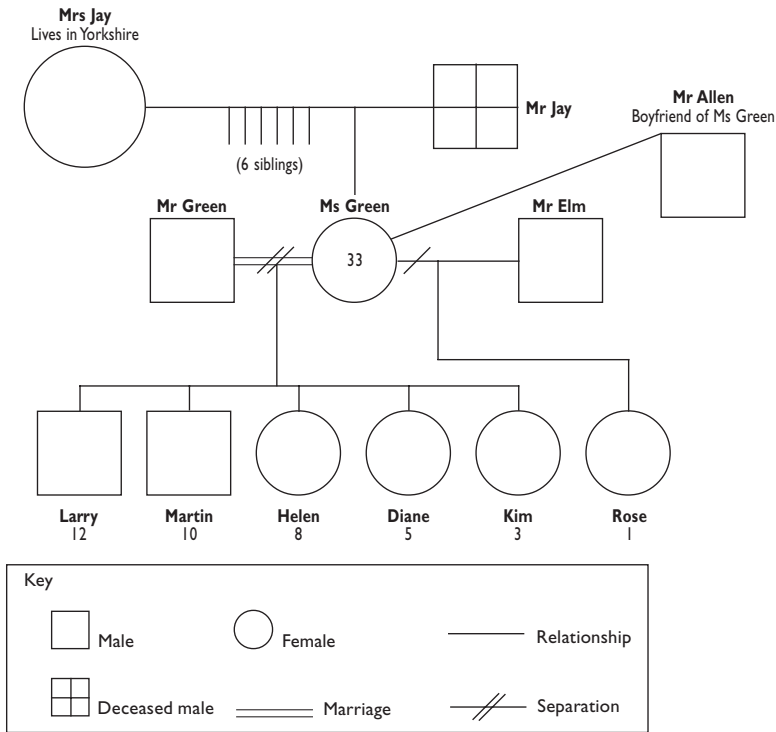 Mrs Jay
Lives in Yorkshire
Mr Jay
Mr Allen
Boyfriend of Ms Green
(6 siblings)
Mr Green
Ms Green
Mr Elm
33
Larry
12
Martin
10
Helen
8
Diane
5
Kim
3
Rose
1
Key
Male
Female
Relationship
Deceased male
Marriage
Separation